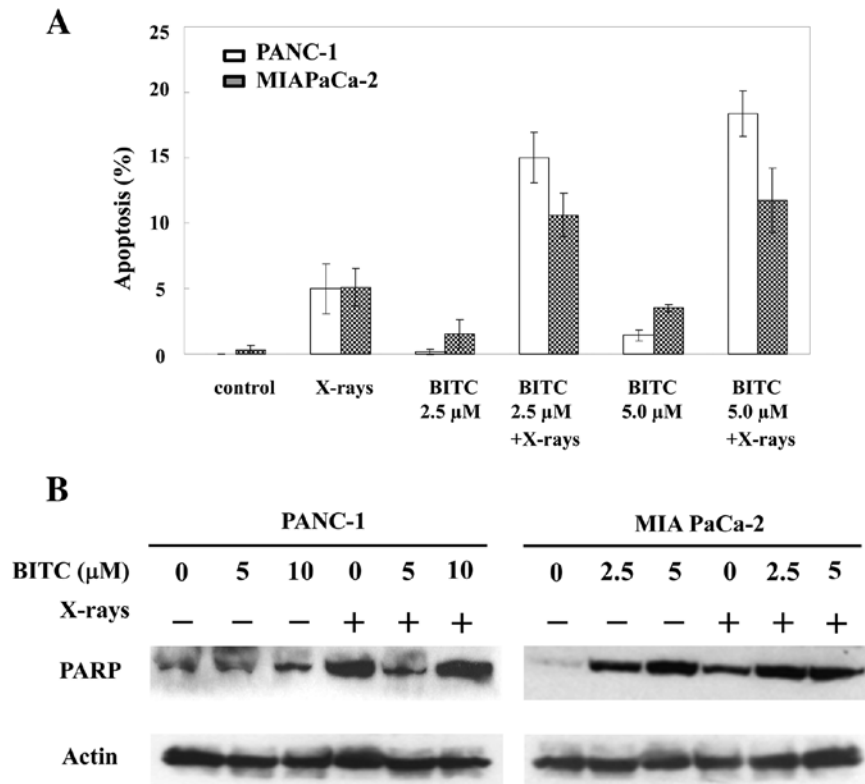 A
25
20
15
10
5
0
Apoptosis (%)
PANC-1
MIAPaCa-2
control
X-rays
BITC
2.5 μM
BITC
2.5 μM
+X-rays
BITC
5.0 μM
BITC
5.0 μM
+X-rays
B
PANC-1
MIA PaCa-2
BITC (μM) 0 5 10 0 5 10 0 2.5 5 0 2.5 5
X-rays − − − + + + − − − + + +
PARP
Actin